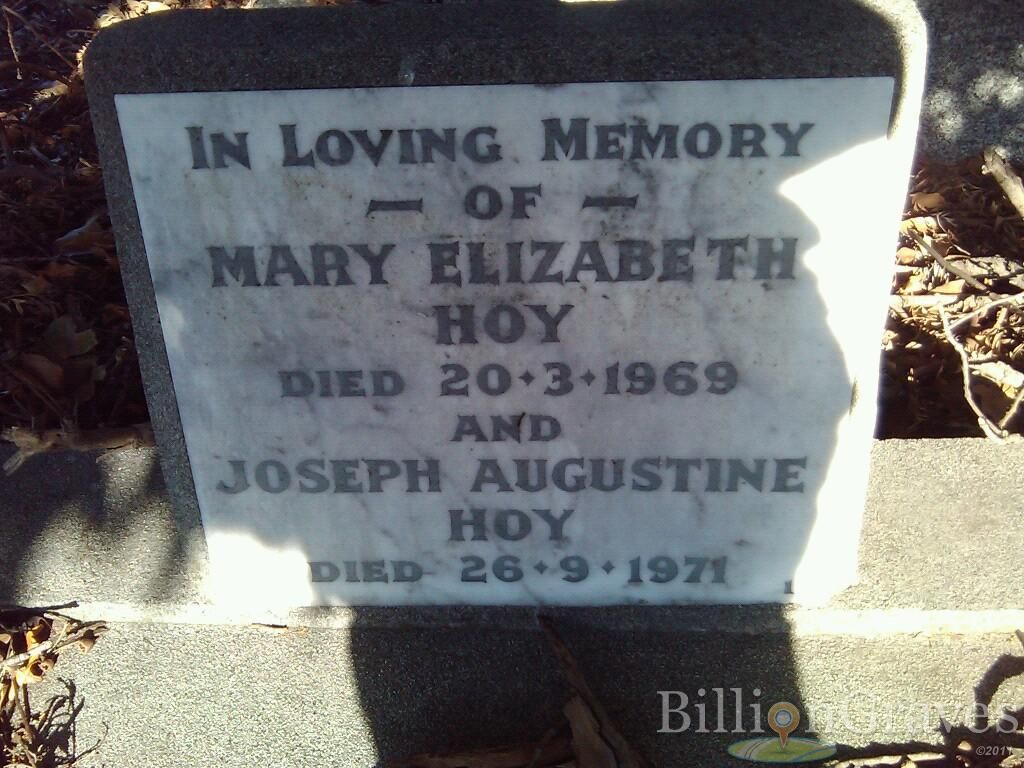 IN LOVING MEMORY
— OF —
MARY ELIZABETH
HOY
DIED 20•3•1969
AND
JOSEPH AUGUSTINE
HOY
DIED 26•9•1971
BillionGraves
©2011